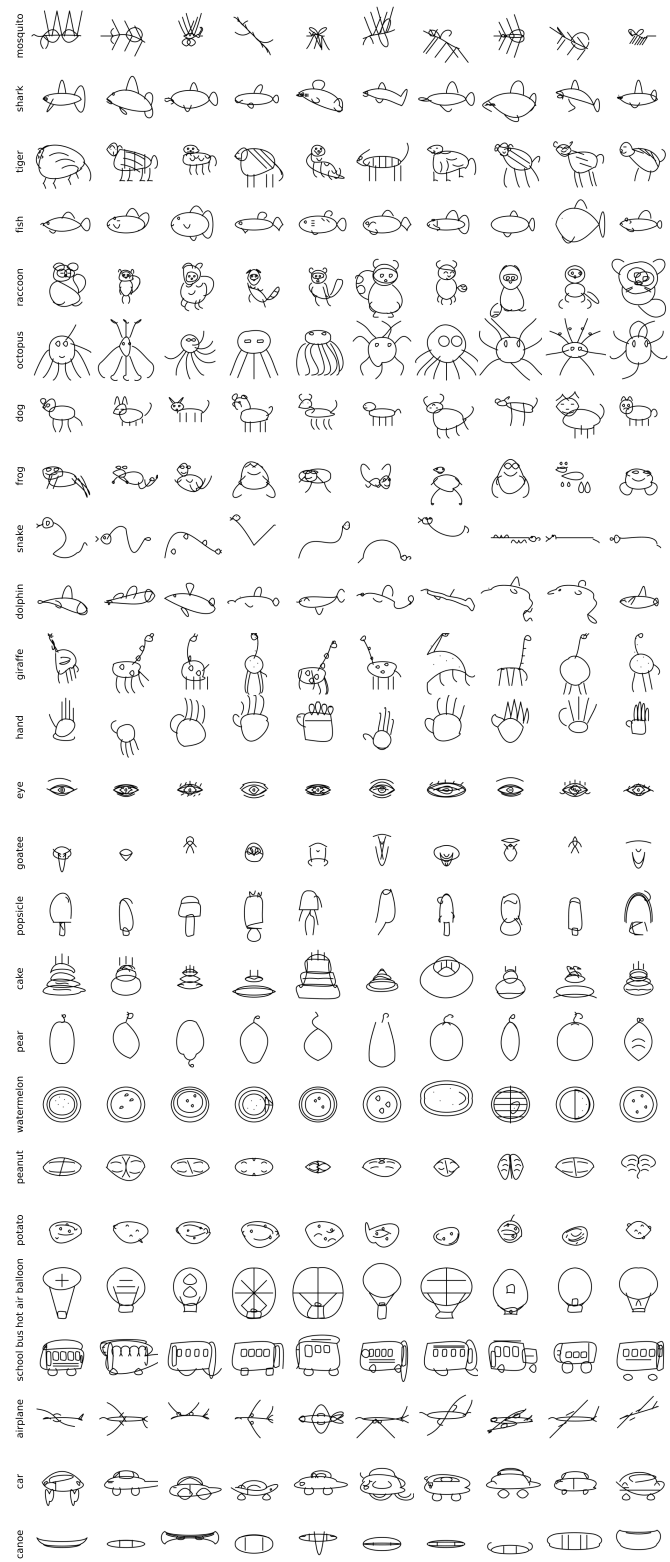 mosquito
shark
tiger
fish
raccoon
octopus
dog
frog
snake
dolphin
giraffe
hand
eye
goatee
popsicle
cake
pear
watermelon
peanut
potato
hot air balloon
school bus
airplane
car
canoe